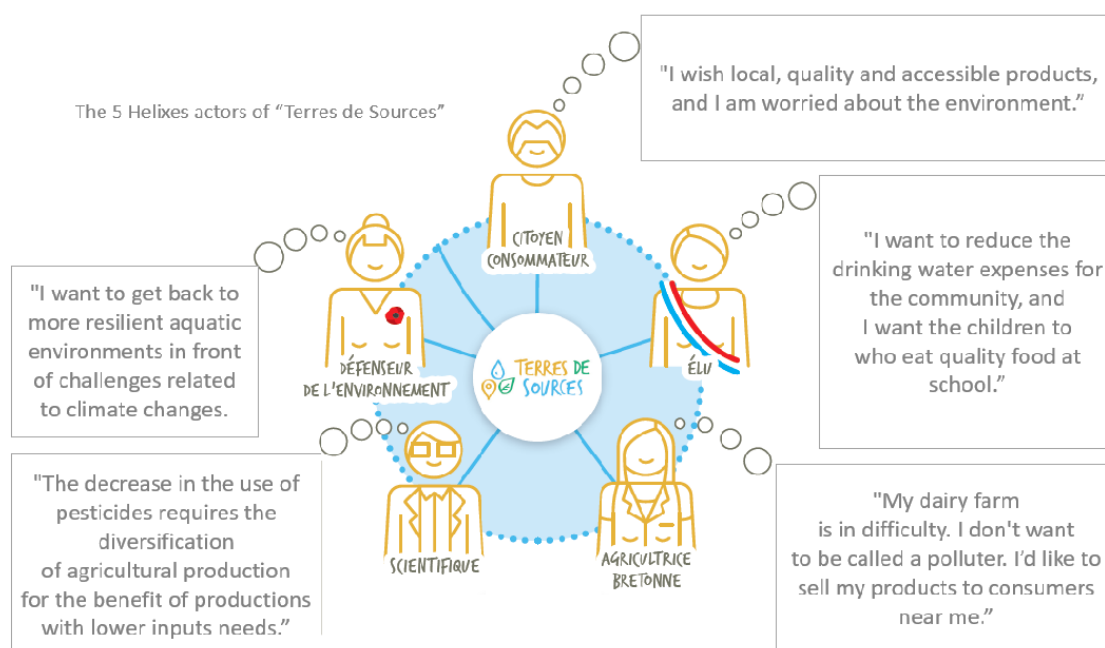 The 5 Helixes actors of “Terres de Sources”
"I wish local, quality and accessible products,
and I am worried about the environment.”
CITOYEN
CONSOMMATEUR
"I want to reduce the
drinking water expenses for
the community, and
I want the children to
who eat quality food at
school.”
ÉLU
"I want to get back to
more resilient aquatic
environments in front
of challenges related
to climate changes.
DÉFENSEUR
DE L'ENVIRONNEMENT
TERRES DE
SOURCES
"The decrease in the use of
pesticides requires the
diversification
of agricultural production
for the benefit of productions
with lower inputs needs.”
SCIENTIFIQUE
AGRICULTRICE
BRETONNE
"My dairy farm
is in difficulty. I don't want
to be called a polluter. I’d like to
sell my products to consumers
near me.”